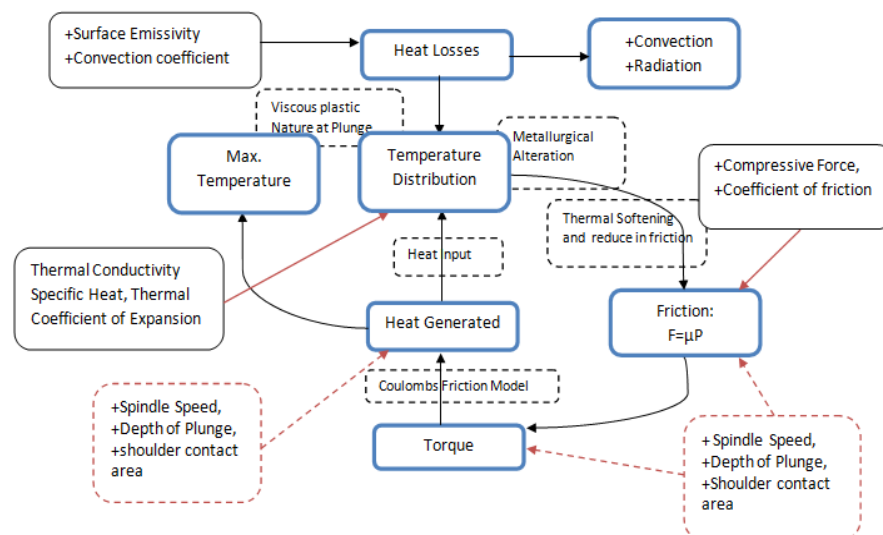 +Surface Emissivity
+Convection coefficient
Heat Losses
+Convection
+Radiation
Viscous plastic
Nature at Plunge
Max.
Temperature
Temperature
Distribution
Metallurgical
Alteration
+Compressive Force,
+Coefficient of friction
Thermal Softening
and reduce in friction
Heat input
Thermal Conductivity
Specific Heat, Thermal
Coefficient of Expansion
Heat Generated
Friction:
F=μP
Coulombs Friction Model
+Spindle Speed,
+Depth of Plunge,
+shoulder contact
area
Torque
+Spindle Speed,
+Depth of Plunge,
+Shoulder contact
area